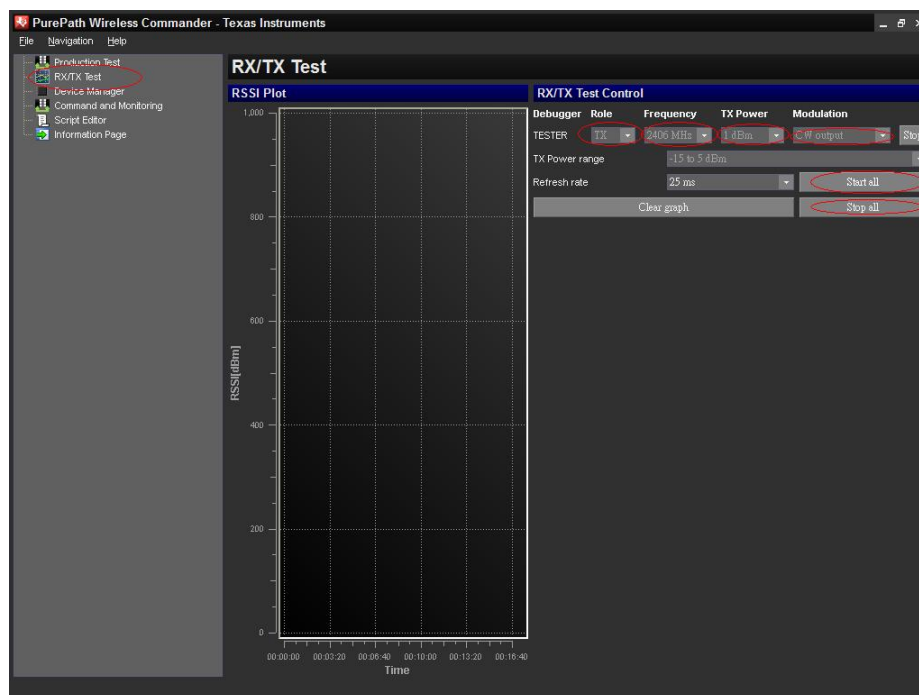 PurePath Wireless Commander - Texas Instruments
File Navigation Help
Production Test
RX/TX Test
Device Manager
Command and Monitoring
Script Editor
Information Page
RX/TX Test
RSSI Plot
1,000
800
600
400
200
0
RSSI[dBm]
00:00:00 00:03:20 00:06:40 00:10:00 00:13:20 00:16:40
Time
RX/TX Test Control
Debugger Role Frequency TX Power Modulation
TESTER TX 2406 MHz 1 dBm CW output Stop
TX Power range -15 to 5 dBm
Refresh rate 25 ms Start all
Clear graph Stop all